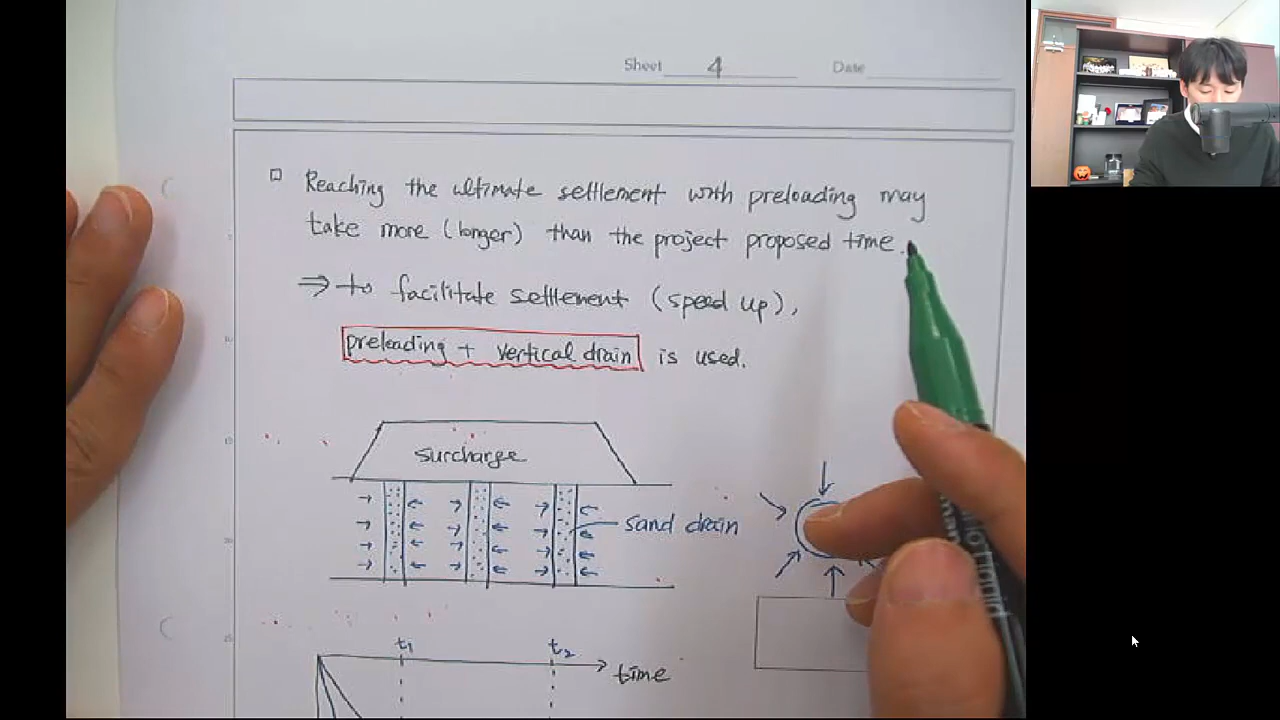 Sheet 4 Date
□ Reaching the ultimate settlement with preloading may
take more (longer) than the project proposed time.
⇒ to facilitate settlement (speed up),
preloading + vertical drain is used.
surcharge
sand drain
t1 t2
time